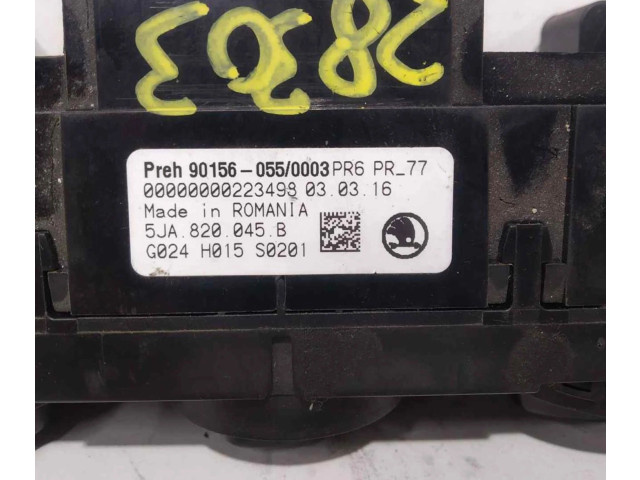 Preh 90156-055/0003 PR6 PR_77
00000000223498 03.03.16
Made in ROMANIA
5JA.820.045.B
G024 H015 S0201